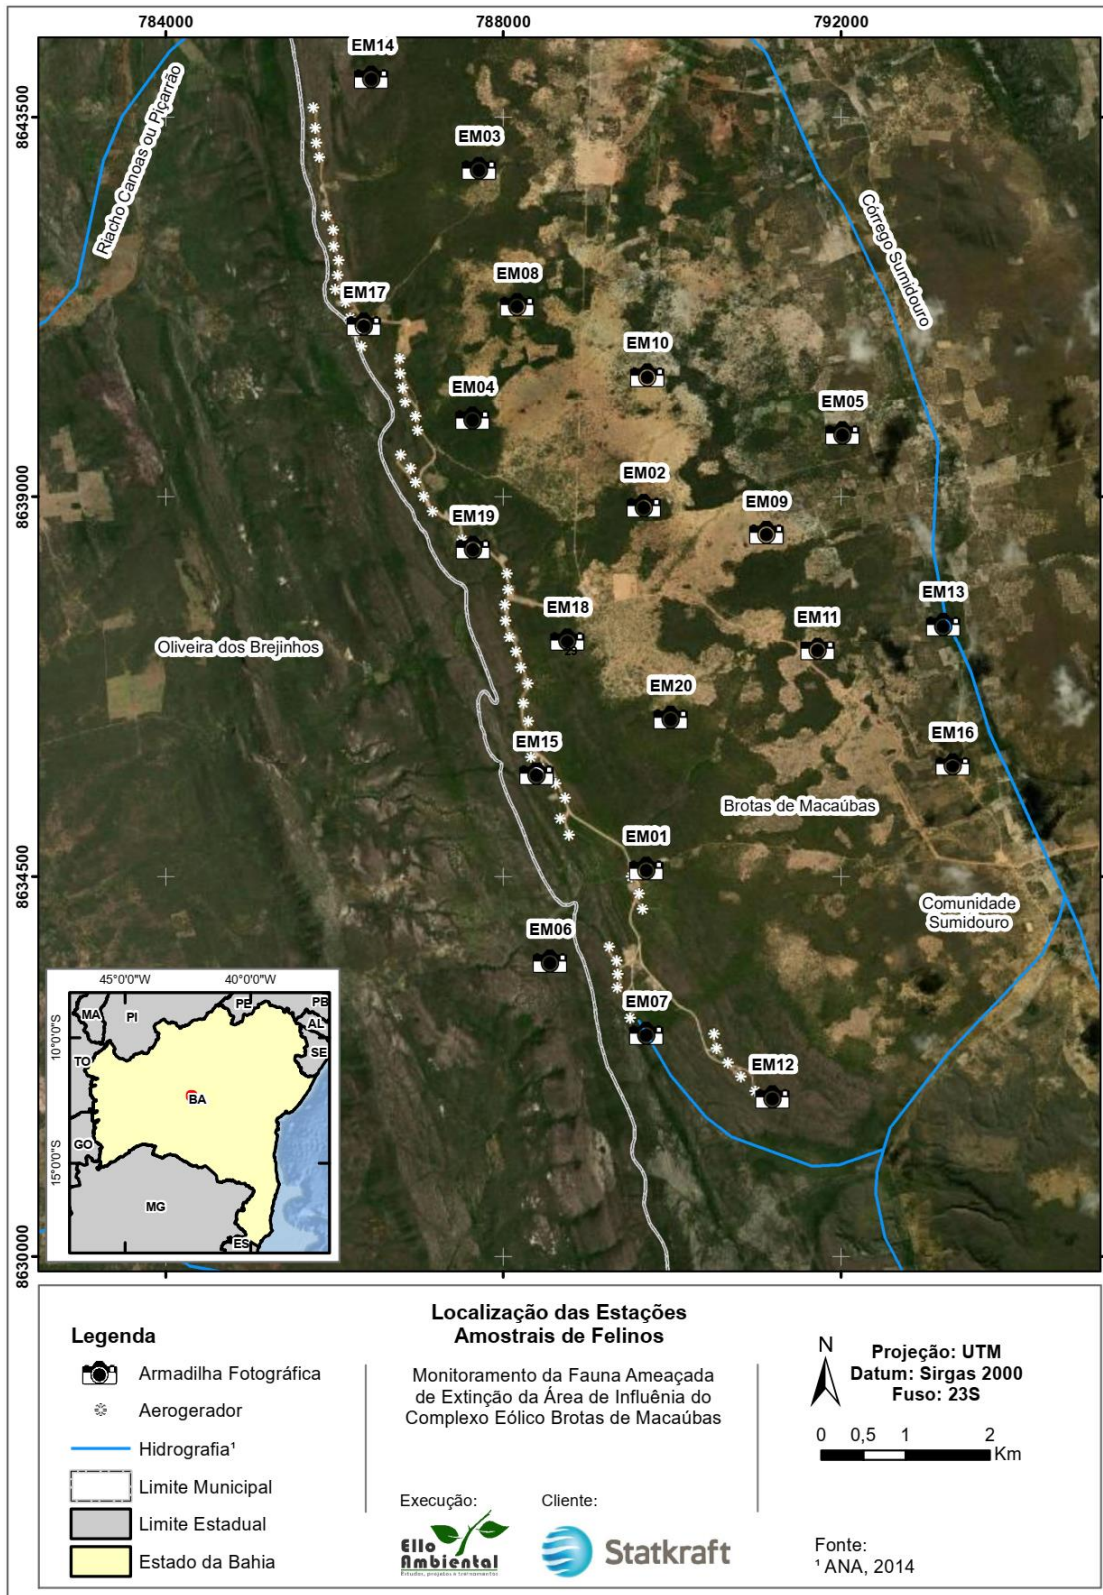 784000
788000
792000
8643500
8639000
8634500
8630000
EM14
Riacho Canoas ou Piçarrão
EM03
Córrego Sumidouro
EM08
EM17
EM10
EM04
EM05
EM02
EM09
EM19
EM18
23
EM13
EM11
Oliveira dos Brejinhos
EM20
EM15
EM16
Brotas de Macaúbas
EM01
Comunidade
Sumidouro
EM06
EM07
EM12
45°0'0"W
40°0'0"W
10°0'0"S
15°0'0"S
MA
PI
PE
PB
AL
SE
TO
BA
GO
MG
ES
Legenda
Armadilha Fotográfica
Aerogerador
Hidrografia¹
Limite Municipal
Limite Estadual
Estado da Bahia
Localização das Estações
Amostrais de Felinos
Monitoramento da Fauna Ameaçada
de Extinção da Área de Influênia do
Complexo Eólico Brotas de Macaúbas
Execução:
Cliente:
Ello
Ambiental
Estudos, projetos e treinamentos
Statkraft
N
Projeção: UTM
Datum: Sirgas 2000
Fuso: 23S
0 0,5 1 2
Km
Fonte:
¹ ANA, 2014